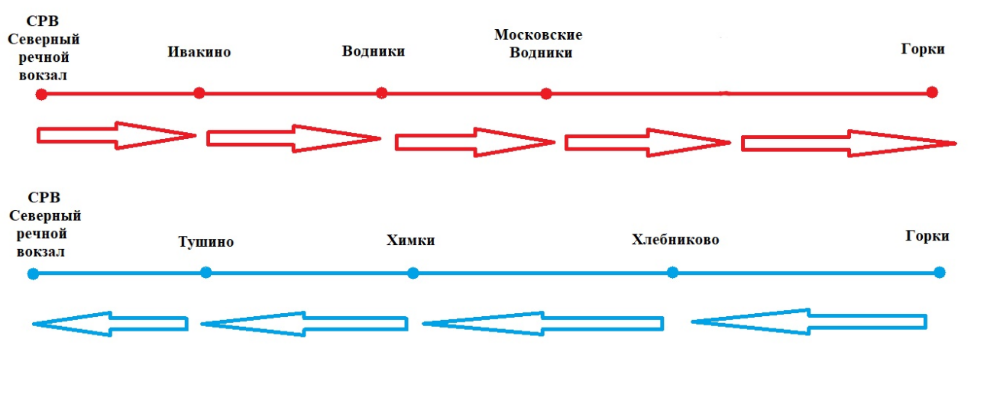 СРВ
Северный
речной
вокзал
Ивакино
Водники
Московские
Водники
Горки
СРВ
Северный
речной
вокзал
Тушино
Химки
Хлебниково
Горки